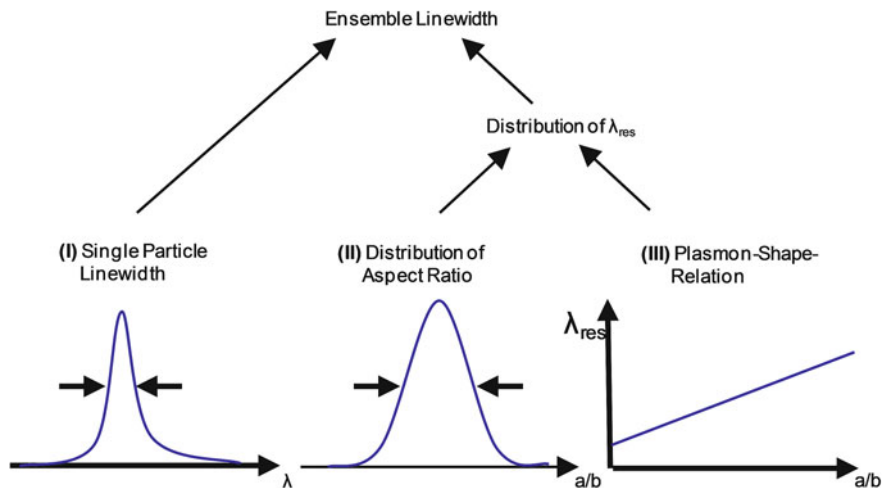 Ensemble Linewidth
Distribution of λres
(I) Single Particle
Linewidth
(II) Distribution of
Aspect Ratio
(III) Plasmon-Shape-
Relation
λres
λ
a/b
a/b